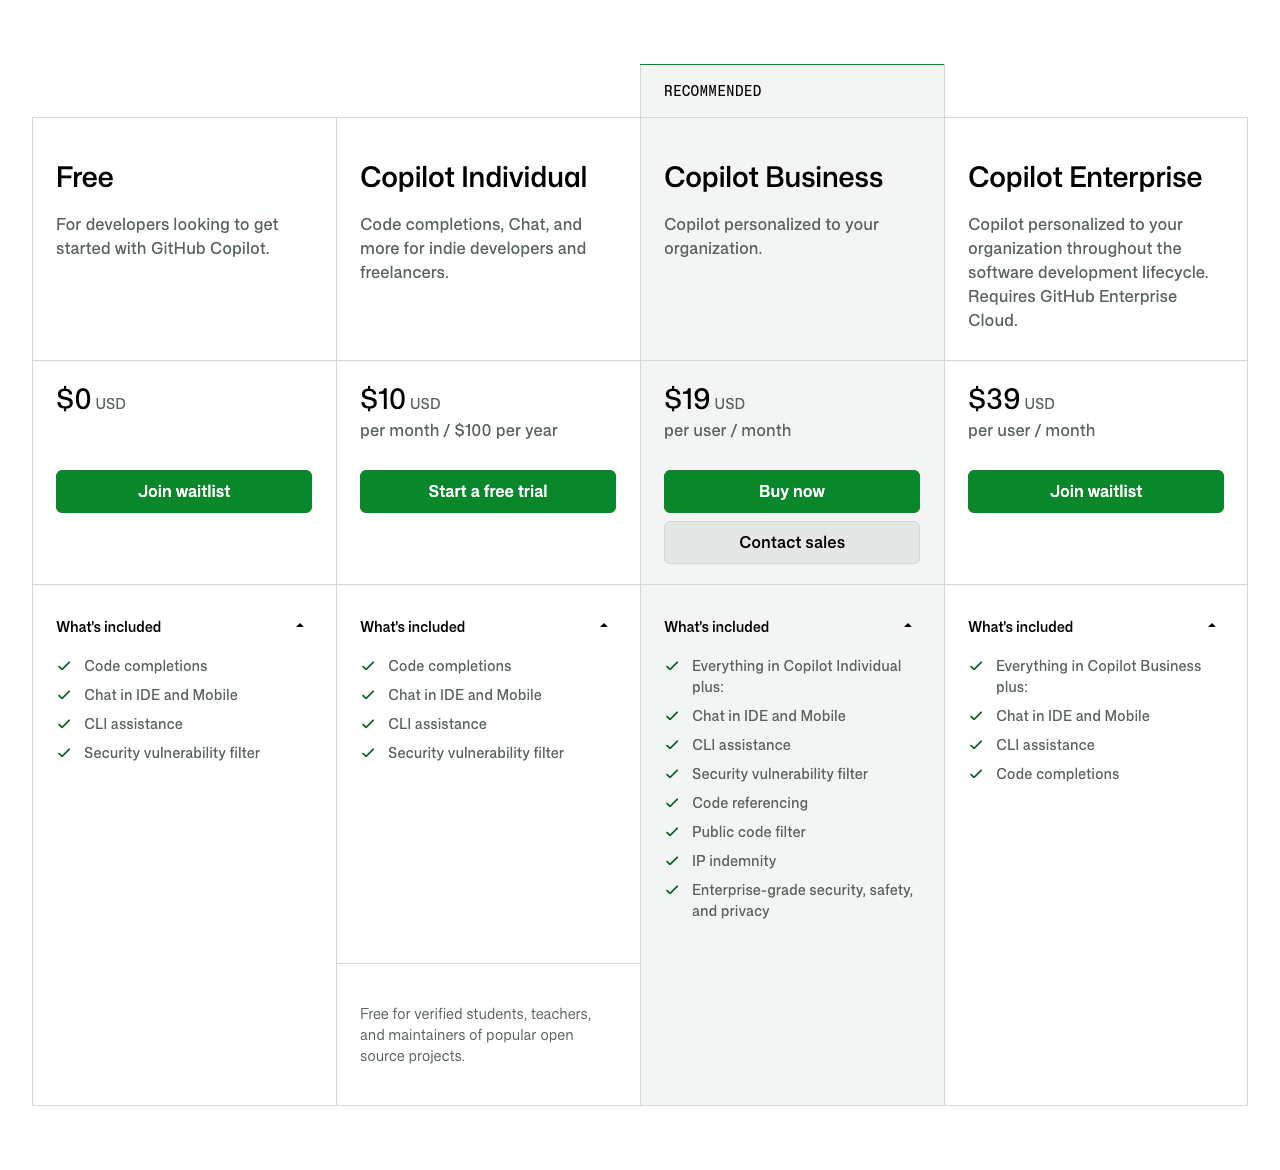 RECOMMENDED
Free
For developers looking to get
started with GitHub Copilot.
$0 USD
Join waitlist
What's included
Code completions
Chat in IDE and Mobile
CLI assistance
Security vulnerability filter
Copilot Individual
Code completions, Chat, and
more for indie developers and
freelancers.
$10 USD
per month / $100 per year
Start a free trial
What's included
Code completions
Chat in IDE and Mobile
CLI assistance
Security vulnerability filter
Free for verified students, teachers,
and maintainers of popular open
source projects.
Copilot Business
Copilot personalized to your
organization.
$19 USD
per user / month
Buy now
Contact sales
What's included
Everything in Copilot Individual
plus:
Chat in IDE and Mobile
CLI assistance
Security vulnerability filter
Code referencing
Public code filter
IP indemnity
Enterprise-grade security, safety,
and privacy
Copilot Enterprise
Copilot personalized to your
organization throughout the
software development lifecycle.
Requires GitHub Enterprise
Cloud.
$39 USD
per user / month
Join waitlist
What's included
Everything in Copilot Business
plus:
Chat in IDE and Mobile
CLI assistance
Code completions